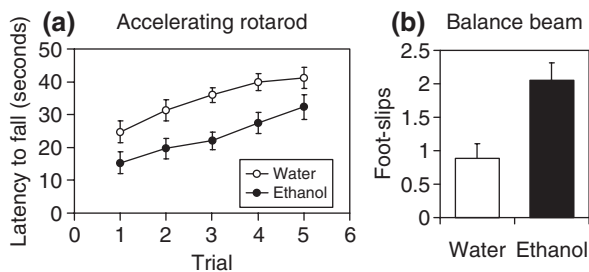 (a) Accelerating rotarod
Latency to fall (seconds)
50
40
30
20
10
0
0 1 2 3 4 5 6
Trial
Water
Ethanol
(b) Balance beam
Foot-slips
2.5
2
1.5
1
0.5
0
Water Ethanol